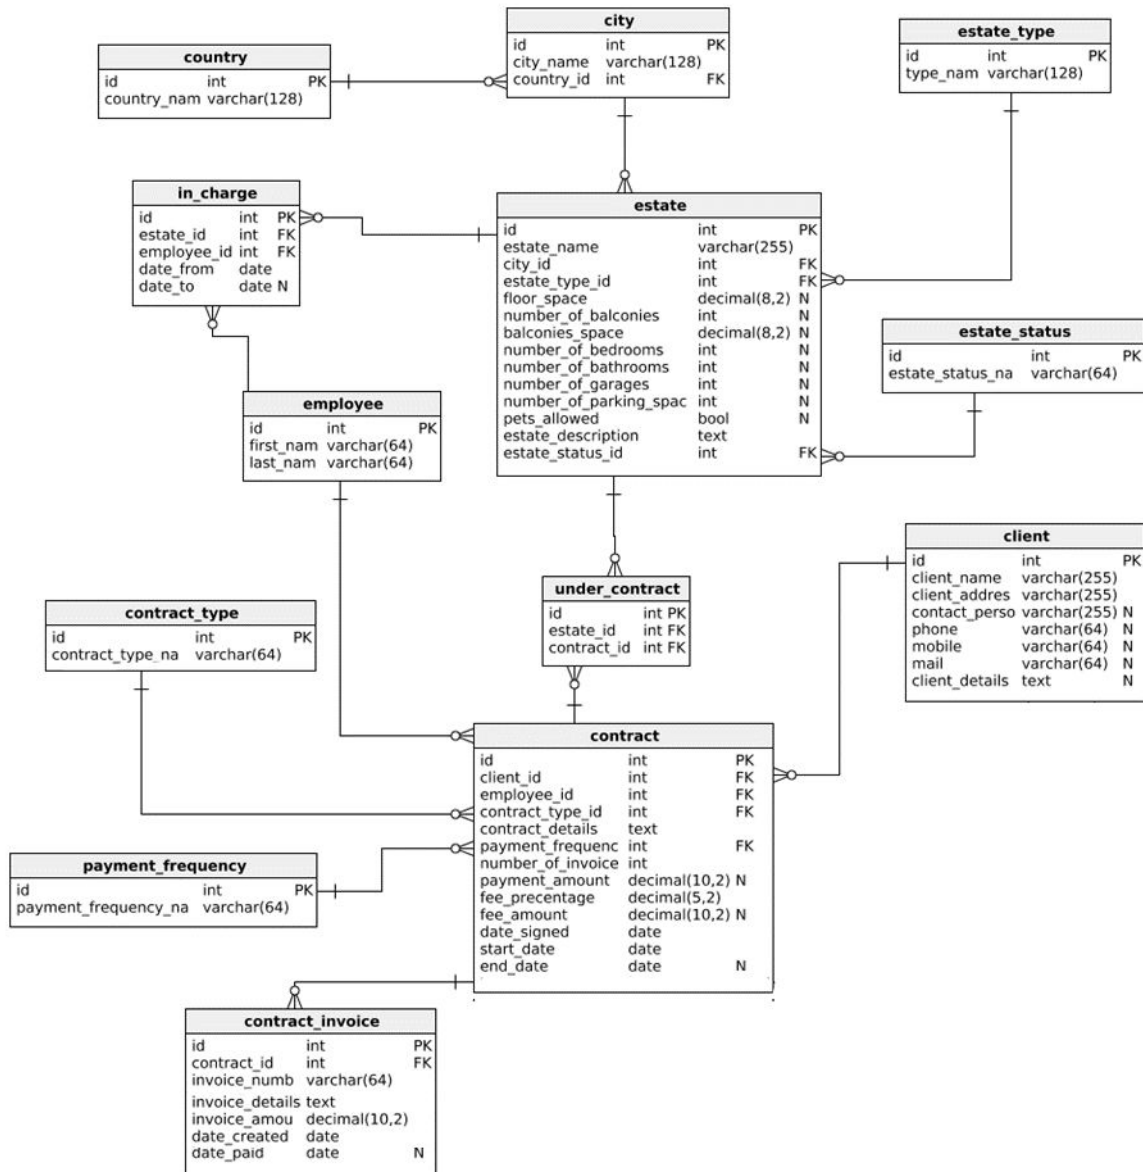 city
id int PK
city_name varchar(128)
country_id int FK
estate_type
id int PK
type_nam varchar(128)
country
id int PK
country_nam varchar(128)
in_charge
id int PK
estate_id int FK
employee_id int FK
date_from date
date_to date N
estate
id int PK
estate_name varchar(255)
city_id int FK
estate_type_id int FK
floor_space decimal(8,2) N
number_of_balconies int N
balconies_space decimal(8,2) N
number_of_bedrooms int N
number_of_bathrooms int N
number_of_garages int N
number_of_parking_spac int N
pets_allowed bool N
estate_description text
estate_status_id int FK
estate_status
id int PK
estate_status_na varchar(64)
employee
id int PK
first_nam varchar(64)
last_nam varchar(64)
client
id int PK
client_name varchar(255)
client_addres varchar(255)
contact_perso varchar(255) N
phone varchar(64) N
mobile varchar(64) N
mail varchar(64) N
client_details text N
under_contract
id int PK
estate_id int FK
contract_id int FK
contract_type
id int PK
contract_type_na varchar(64)
contract
id int PK
client_id int FK
employee_id int FK
contract_type_id int FK
contract_details text
payment_frequenc int FK
number_of_invoice int
payment_amount decimal(10,2) N
fee_precentage decimal(5,2)
fee_amount decimal(10,2) N
date_signed date
start_date date
end_date date N
payment_frequency
id int PK
payment_frequency_na varchar(64)
contract_invoice
id int PK
contract_id int FK
invoice_numb varchar(64)
invoice_details text
invoice_amou decimal(10,2)
date_created date
date_paid date N